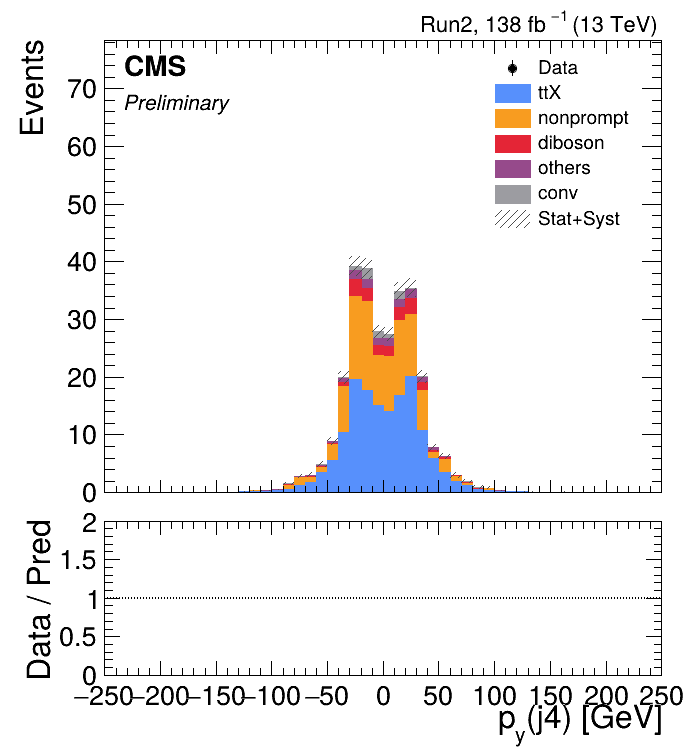 Run2, 138 fb⁻¹ (13 TeV)
CMS
Preliminary
Events
Data
ttX
nonprompt
diboson
others
conv
Stat+Syst
70
60
50
40
30
20
10
0
Data / Pred
2
1.5
1
0.5
0
−250 −200 −150 −100 −50 0 50 100 150 200 250
p_y(j4) [GeV]